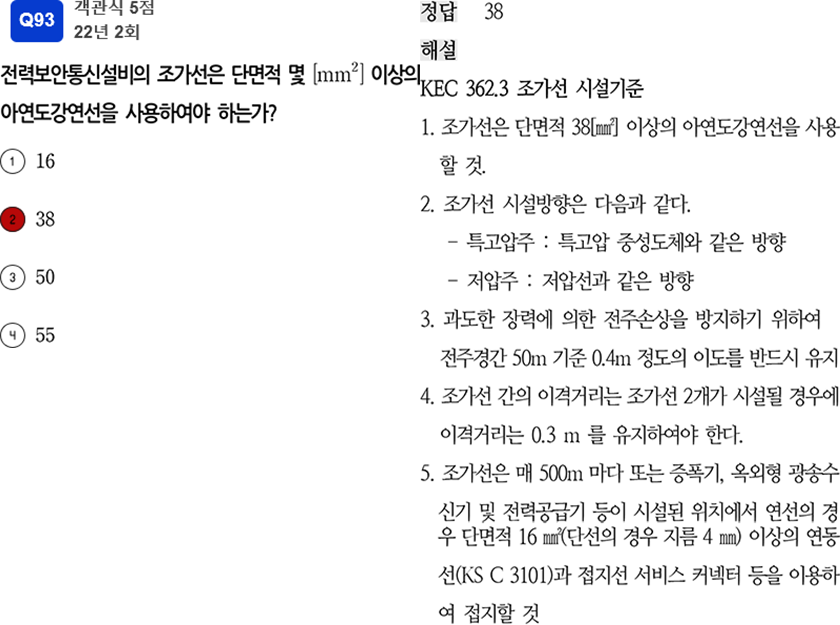 Q93
객관식 5점
22년 2회
전력보안통신설비의 조가선은 단면적 몇 [mm²] 이상의
아연도강연선을 사용하여야 하는가?
① 16
② 38
③ 50
④ 55
정답 38
해설
KEC 362.3 조가선 시설기준
1. 조가선은 단면적 38[㎟] 이상의 아연도강연선을 사용
할 것.
2. 조가선 시설방향은 다음과 같다.
- 특고압주 : 특고압 중성도체와 같은 방향
- 저압주 : 저압선과 같은 방향
3. 과도한 장력에 의한 전주손상을 방지하기 위하여
전주경간 50m 기준 0.4m 정도의 이도를 반드시 유지
4. 조가선 간의 이격거리는 조가선 2개가 시설될 경우에
이격거리는 0.3 m 를 유지하여야 한다.
5. 조가선은 매 500m 마다 또는 증폭기, 옥외형 광송수
신기 및 전력공급기 등이 시설된 위치에서 연선의 경
우 단면적 16 ㎟(단선의 경우 지름 4 ㎜) 이상의 연동
선(KS C 3101)과 접지선 서비스 커넥터 등을 이용하
여 접지할 것